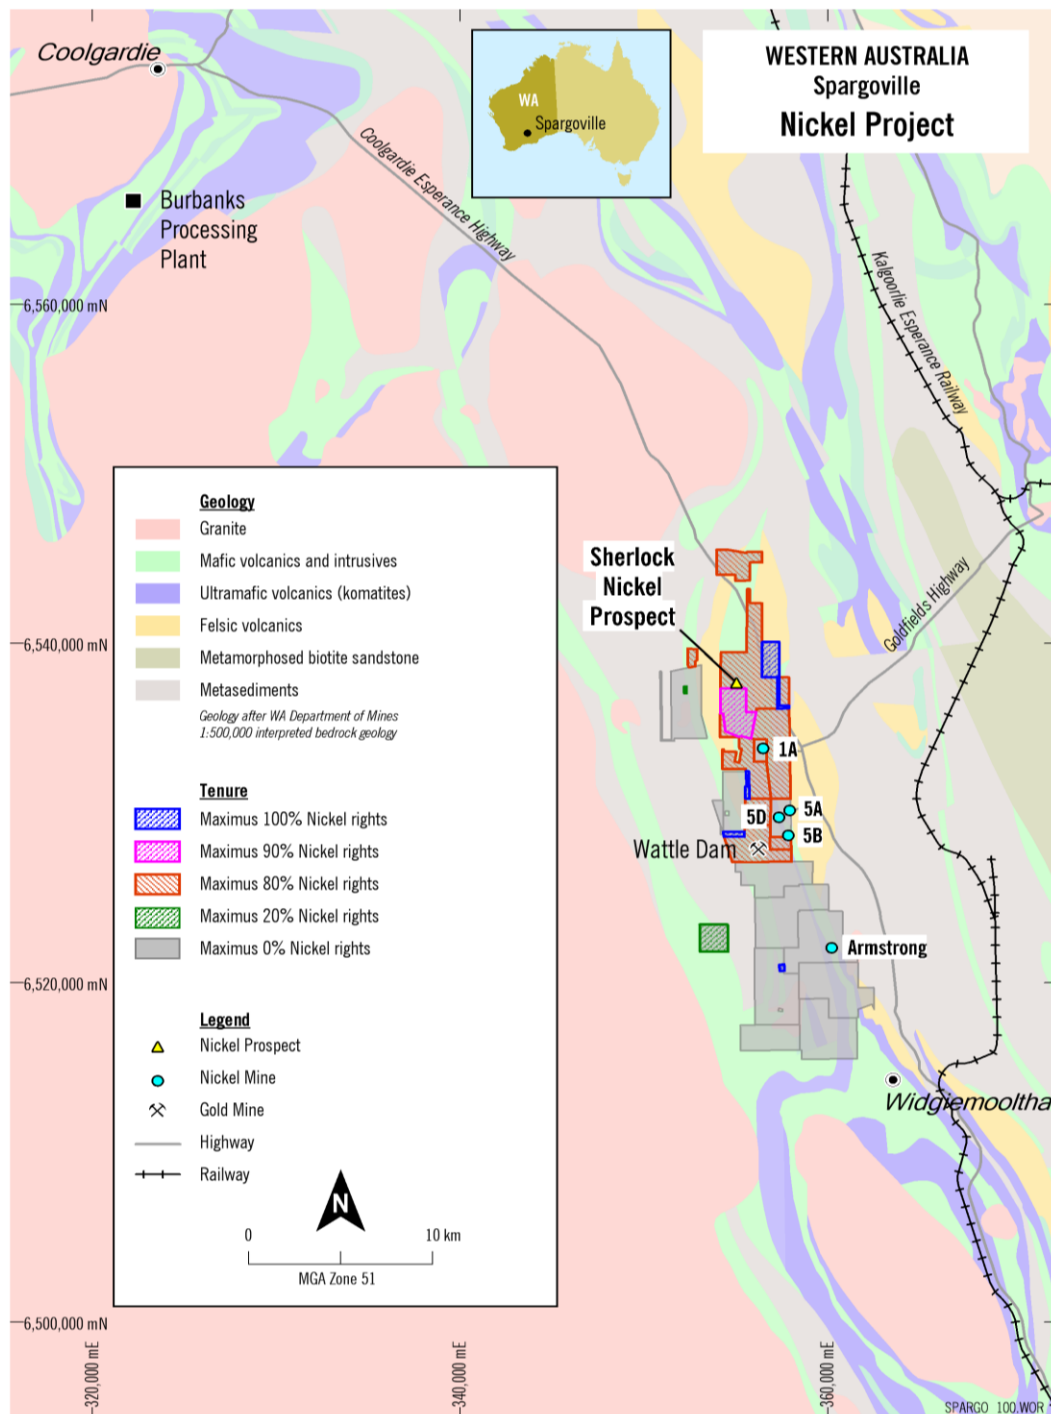 Coolgardie
WESTERN AUSTRALIA
Spargoville
Nickel Project
WA
Spargoville
Coolgardie Esperance Highway
Burbanks
Processing
Plant
Kalgoorlie Esperance Railway
6,560,000 mN
Geology
Granite
Mafic volcanics and intrusives
Ultramafic volcanics (komatites)
Felsic volcanics
Metamorphosed biotite sandstone
Metasediments
Geology after WA Department of Mines
1:500,000 interpreted bedrock geology
Tenure
Maximus 100% Nickel rights
Maximus 90% Nickel rights
Maximus 80% Nickel rights
Maximus 20% Nickel rights
Maximus 0% Nickel rights
Legend
Nickel Prospect
Nickel Mine
Gold Mine
Highway
Railway
N
0 10 km
MGA Zone 51
Sherlock
Nickel
Prospect
Goldfields Highway
6,540,000 mN
1A
5A
5D
5B
Wattle Dam
Armstrong
6,520,000 mN
Widgiemooltha
6,500,000 mN
320,000 mE
340,000 mE
360,000 mE
SPARGO 100.WOR